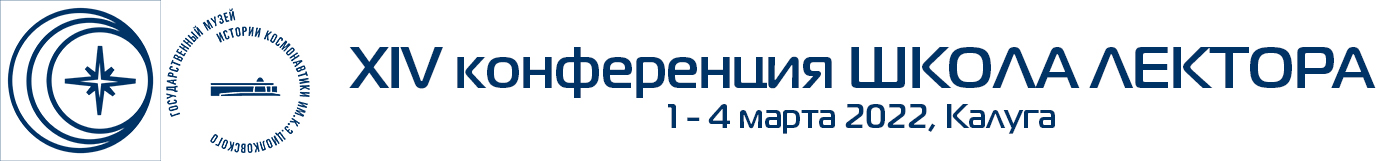 ГОСУДАРСТВЕННЫЙ МУЗЕЙ
ИСТОРИИ КОСМОНАВТИКИ ИМ.К.Э.ЦИОЛКОВСКОГО
XIV конференция ШКОЛА ЛЕКТОРА
1 - 4 марта 2022, Калуга